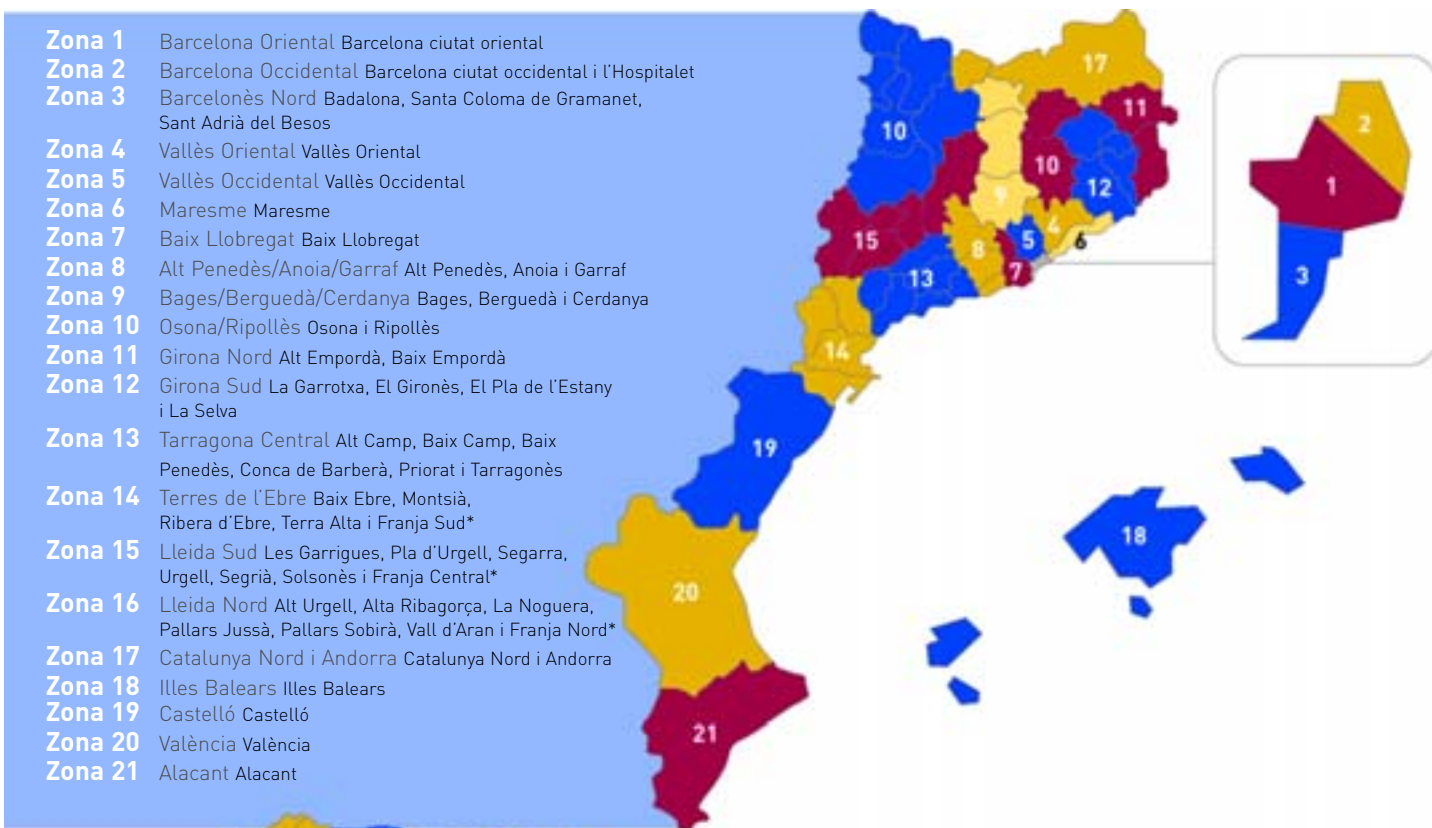 Zona 1 Barcelona Oriental Barcelona ciutat oriental
Zona 2 Barcelona Occidental Barcelona ciutat occidental i l'Hospitalet
Zona 3 Barcelonès Nord Badalona, Santa Coloma de Gramanet,
Sant Adrià del Besos
Zona 4 Vallès Oriental Vallès Oriental
Zona 5 Vallès Occidental Vallès Occidental
Zona 6 Maresme Maresme
Zona 7 Baix Llobregat Baix Llobregat
Zona 8 Alt Penedès/Anoia/Garraf Alt Penedès, Anoia i Garraf
Zona 9 Bages/Berguedà/Cerdanya Bages, Berguedà i Cerdanya
Zona 10 Osona/Ripollès Osona i Ripollès
Zona 11 Girona Nord Alt Empordà, Baix Empordà
Zona 12 Girona Sud La Garrotxa, El Gironès, El Pla de l'Estany
i La Selva
Zona 13 Tarragona Central Alt Camp, Baix Camp, Baix
Penedès, Conca de Barberà, Priorat i Tarragonès
Zona 14 Terres de l'Ebre Baix Ebre, Montsià,
Ribera d'Ebre, Terra Alta i Franja Sud*
Zona 15 Lleida Sud Les Garrigues, Pla d'Urgell, Segarra,
Urgell, Segrià, Solsonès i Franja Central*
Zona 16 Lleida Nord Alt Urgell, Alta Ribagorça, La Noguera,
Pallars Jussà, Pallars Sobirà, Vall d'Aran i Franja Nord*
Zona 17 Catalunya Nord i Andorra Catalunya Nord i Andorra
Zona 18 Illes Balears Illes Balears
Zona 19 Castelló Castelló
Zona 20 València València
Zona 21 Alacant Alacant
17
11
10
10
12
9
4
15
5
6
8
7
13
14
19
18
20
21
2
1
3